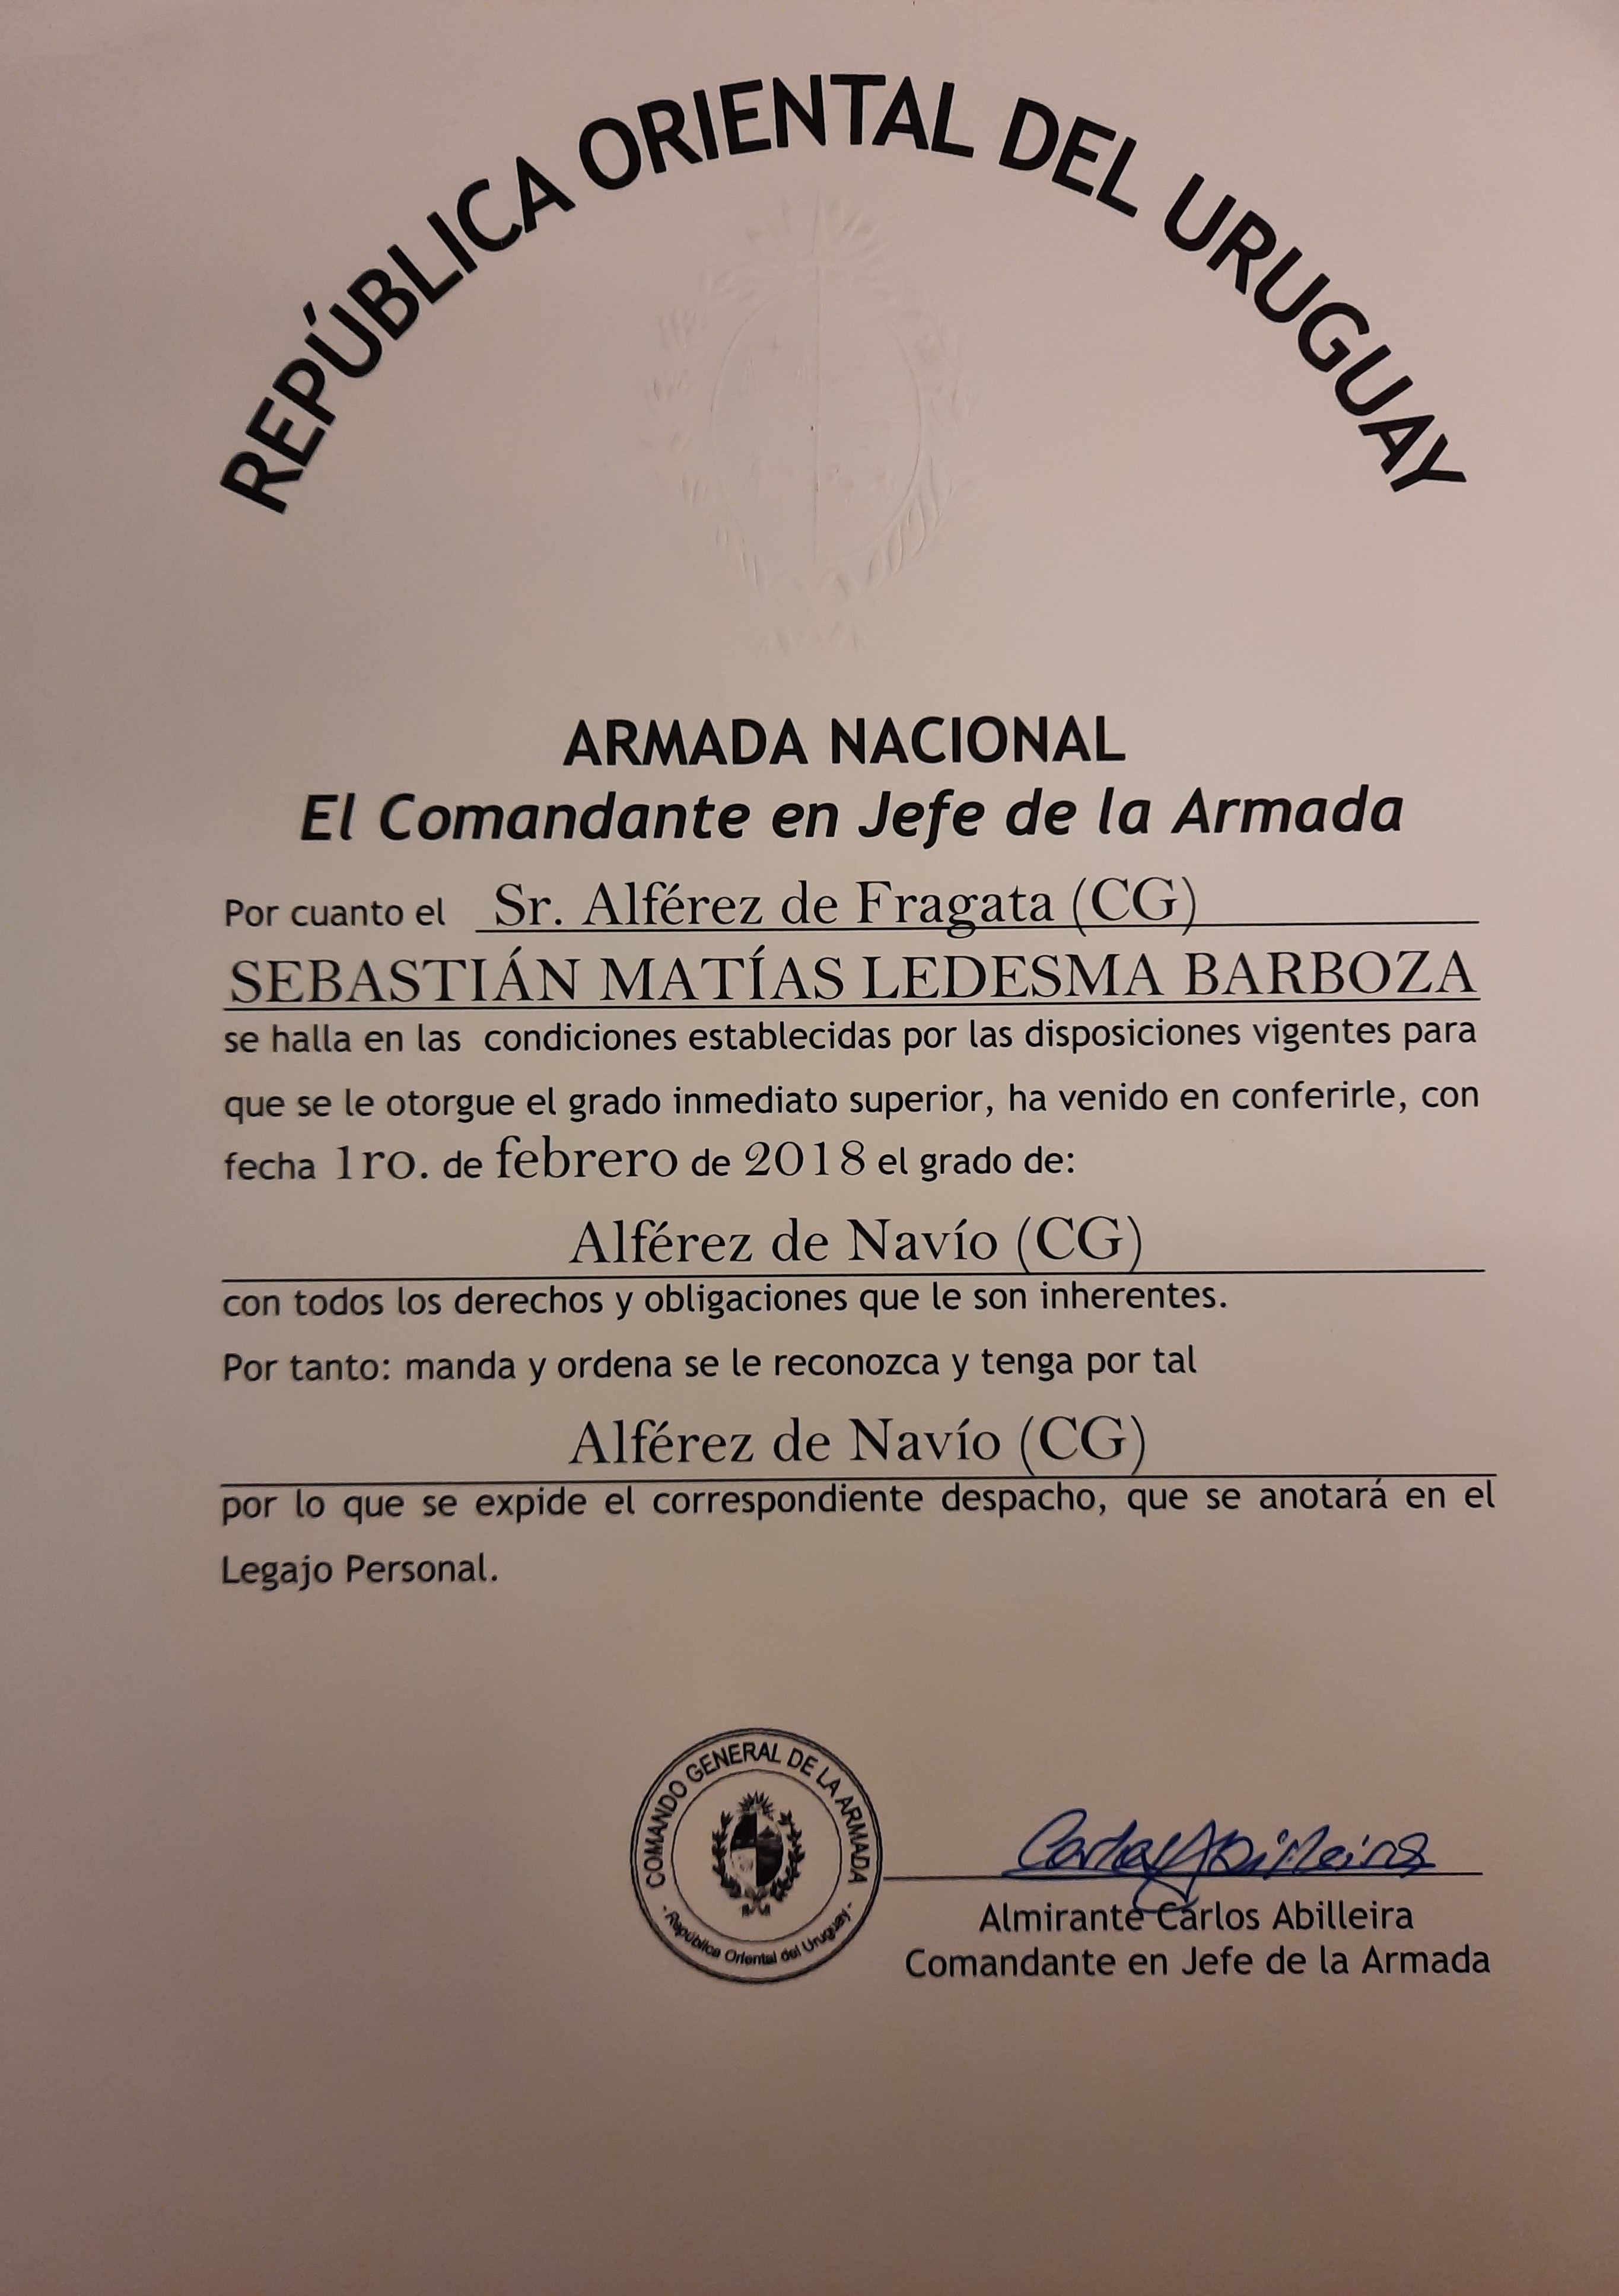 REPÚBLICA ORIENTAL DEL URUGUAY
ARMADA NACIONAL
El Comandante en Jefe de la Armada
Por cuanto el Sr. Alférez de Fragata (CG)
SEBASTIÁN MATÍAS LEDESMA BARBOZA
se halla en las condiciones establecidas por las disposiciones vigentes para
que se le otorgue el grado inmediato superior, ha venido en conferirle, con
fecha 1ro. de febrero de 2018 el grado de:
Alférez de Navío (CG)
con todos los derechos y obligaciones que le son inherentes.
Por tanto: manda y ordena se le reconozca y tenga por tal
Alférez de Navío (CG)
por lo que se expide el correspondiente despacho, que se anotará en el
Legajo Personal.
COMANDO GENERAL DE LA ARMADA
- República Oriental del Uruguay -
Carlos Abilleira
Almirante Carlos Abilleira
Comandante en Jefe de la Armada